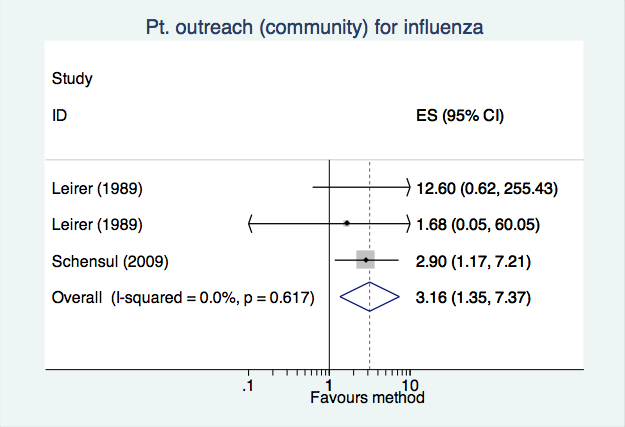 Pt. outreach (community) for influenza
Study
ID ES (95% CI)
Leirer (1989) 12.60 (0.62, 255.43)
Leirer (1989) 1.68 (0.05, 60.05)
Schensul (2009) 2.90 (1.17, 7.21)
Overall (I-squared = 0.0%, p = 0.617) 3.16 (1.35, 7.37)
.1 1 10
Favours method